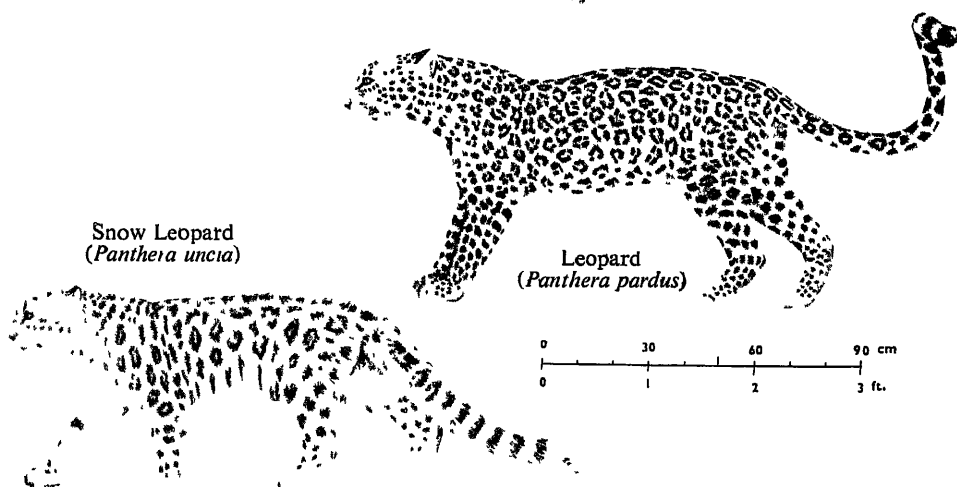 Snow Leopard
(Panthera uncia)
Leopard
(Panthera pardus)
0 30 60 90 cm
0 1 2 3 ft.